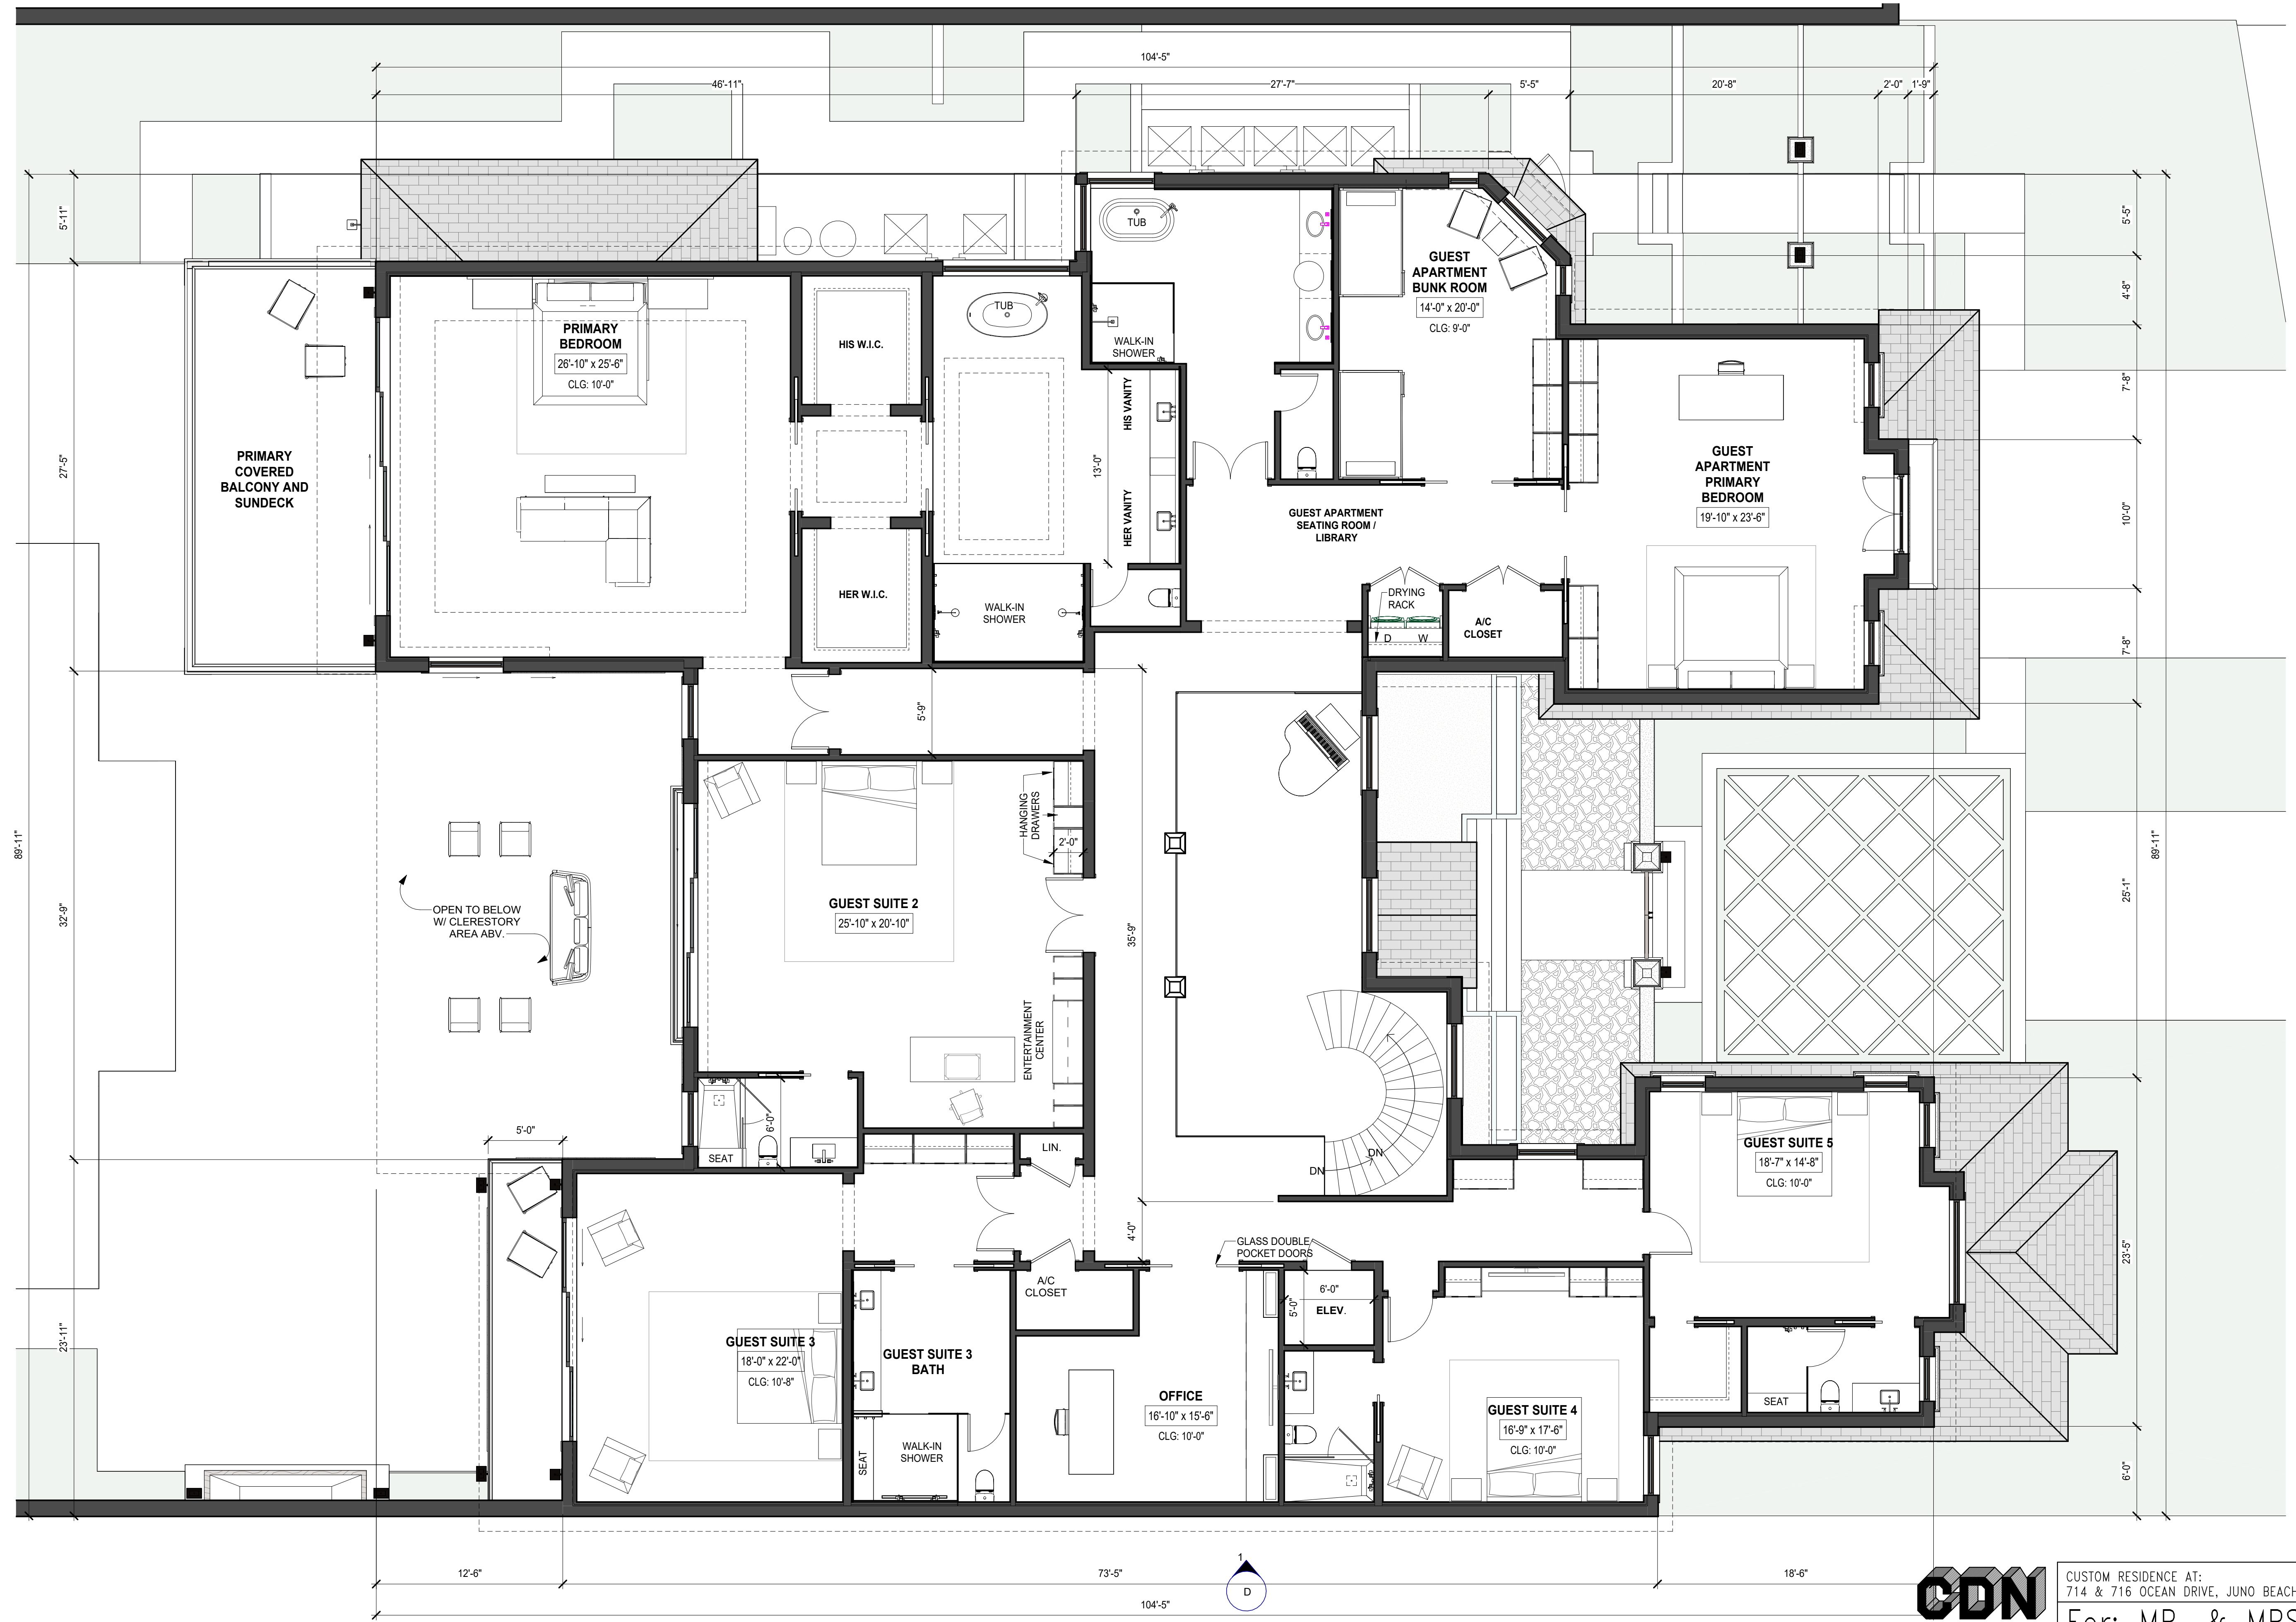 104'-5"
46'-11"
27'-7"
5'-5"
20'-8"
2'-0"
1'-9"
5'-11"
27'-5"
89'-11"
32'-9"
23'-11"
PRIMARY
COVERED
BALCONY AND
SUNDECK
PRIMARY
BEDROOM
26'-10" x 25'-6"
CLG: 10'-0"
HIS W.I.C.
HER W.I.C.
TUB
WALK-IN
SHOWER
HIS VANITY
HER VANITY
13'-0"
TUB
WALK-IN
SHOWER
GUEST
APARTMENT
BUNK ROOM
14'-0" x 20'-0"
CLG: 9'-0"
GUEST
APARTMENT
PRIMARY
BEDROOM
19'-10" x 23'-6"
GUEST APARTMENT
SEATING ROOM /
LIBRARY
DRYING
RACK
D
W
A/C
CLOSET
5'-5"
4'-8"
7'-8"
10'-0"
7'-8"
25'-1"
89'-11"
23'-5"
6'-0"
5'-9"
HANGING
DRAWERS
2'-0"
GUEST SUITE 2
25'-10" x 20'-10"
35'-9"
ENTERTAINMENT
CENTER
OPEN TO BELOW
W/ CLERESTORY
AREA ABV.
5'-0"
6'-0"
SEAT
LIN.
DN
DN
4'-0"
GLASS DOUBLE
POCKET DOORS
A/C
CLOSET
6'-0"
5'-0"
ELEV.
GUEST SUITE 5
18'-7" x 14'-8"
CLG: 10'-0"
SEAT
GUEST SUITE 3
18'-0" x 22'-0"
CLG: 10'-8"
GUEST SUITE 3
BATH
SEAT
WALK-IN
SHOWER
OFFICE
16'-10" x 15'-6"
CLG: 10'-0"
GUEST SUITE 4
16'-9" x 17'-6"
CLG: 10'-0"
12'-6"
73'-5"
18'-6"
1
D
104'-5"
CDN
CUSTOM RESIDENCE AT:
714 & 716 OCEAN DRIVE, JUNO BEACH
For: MR. & MRS